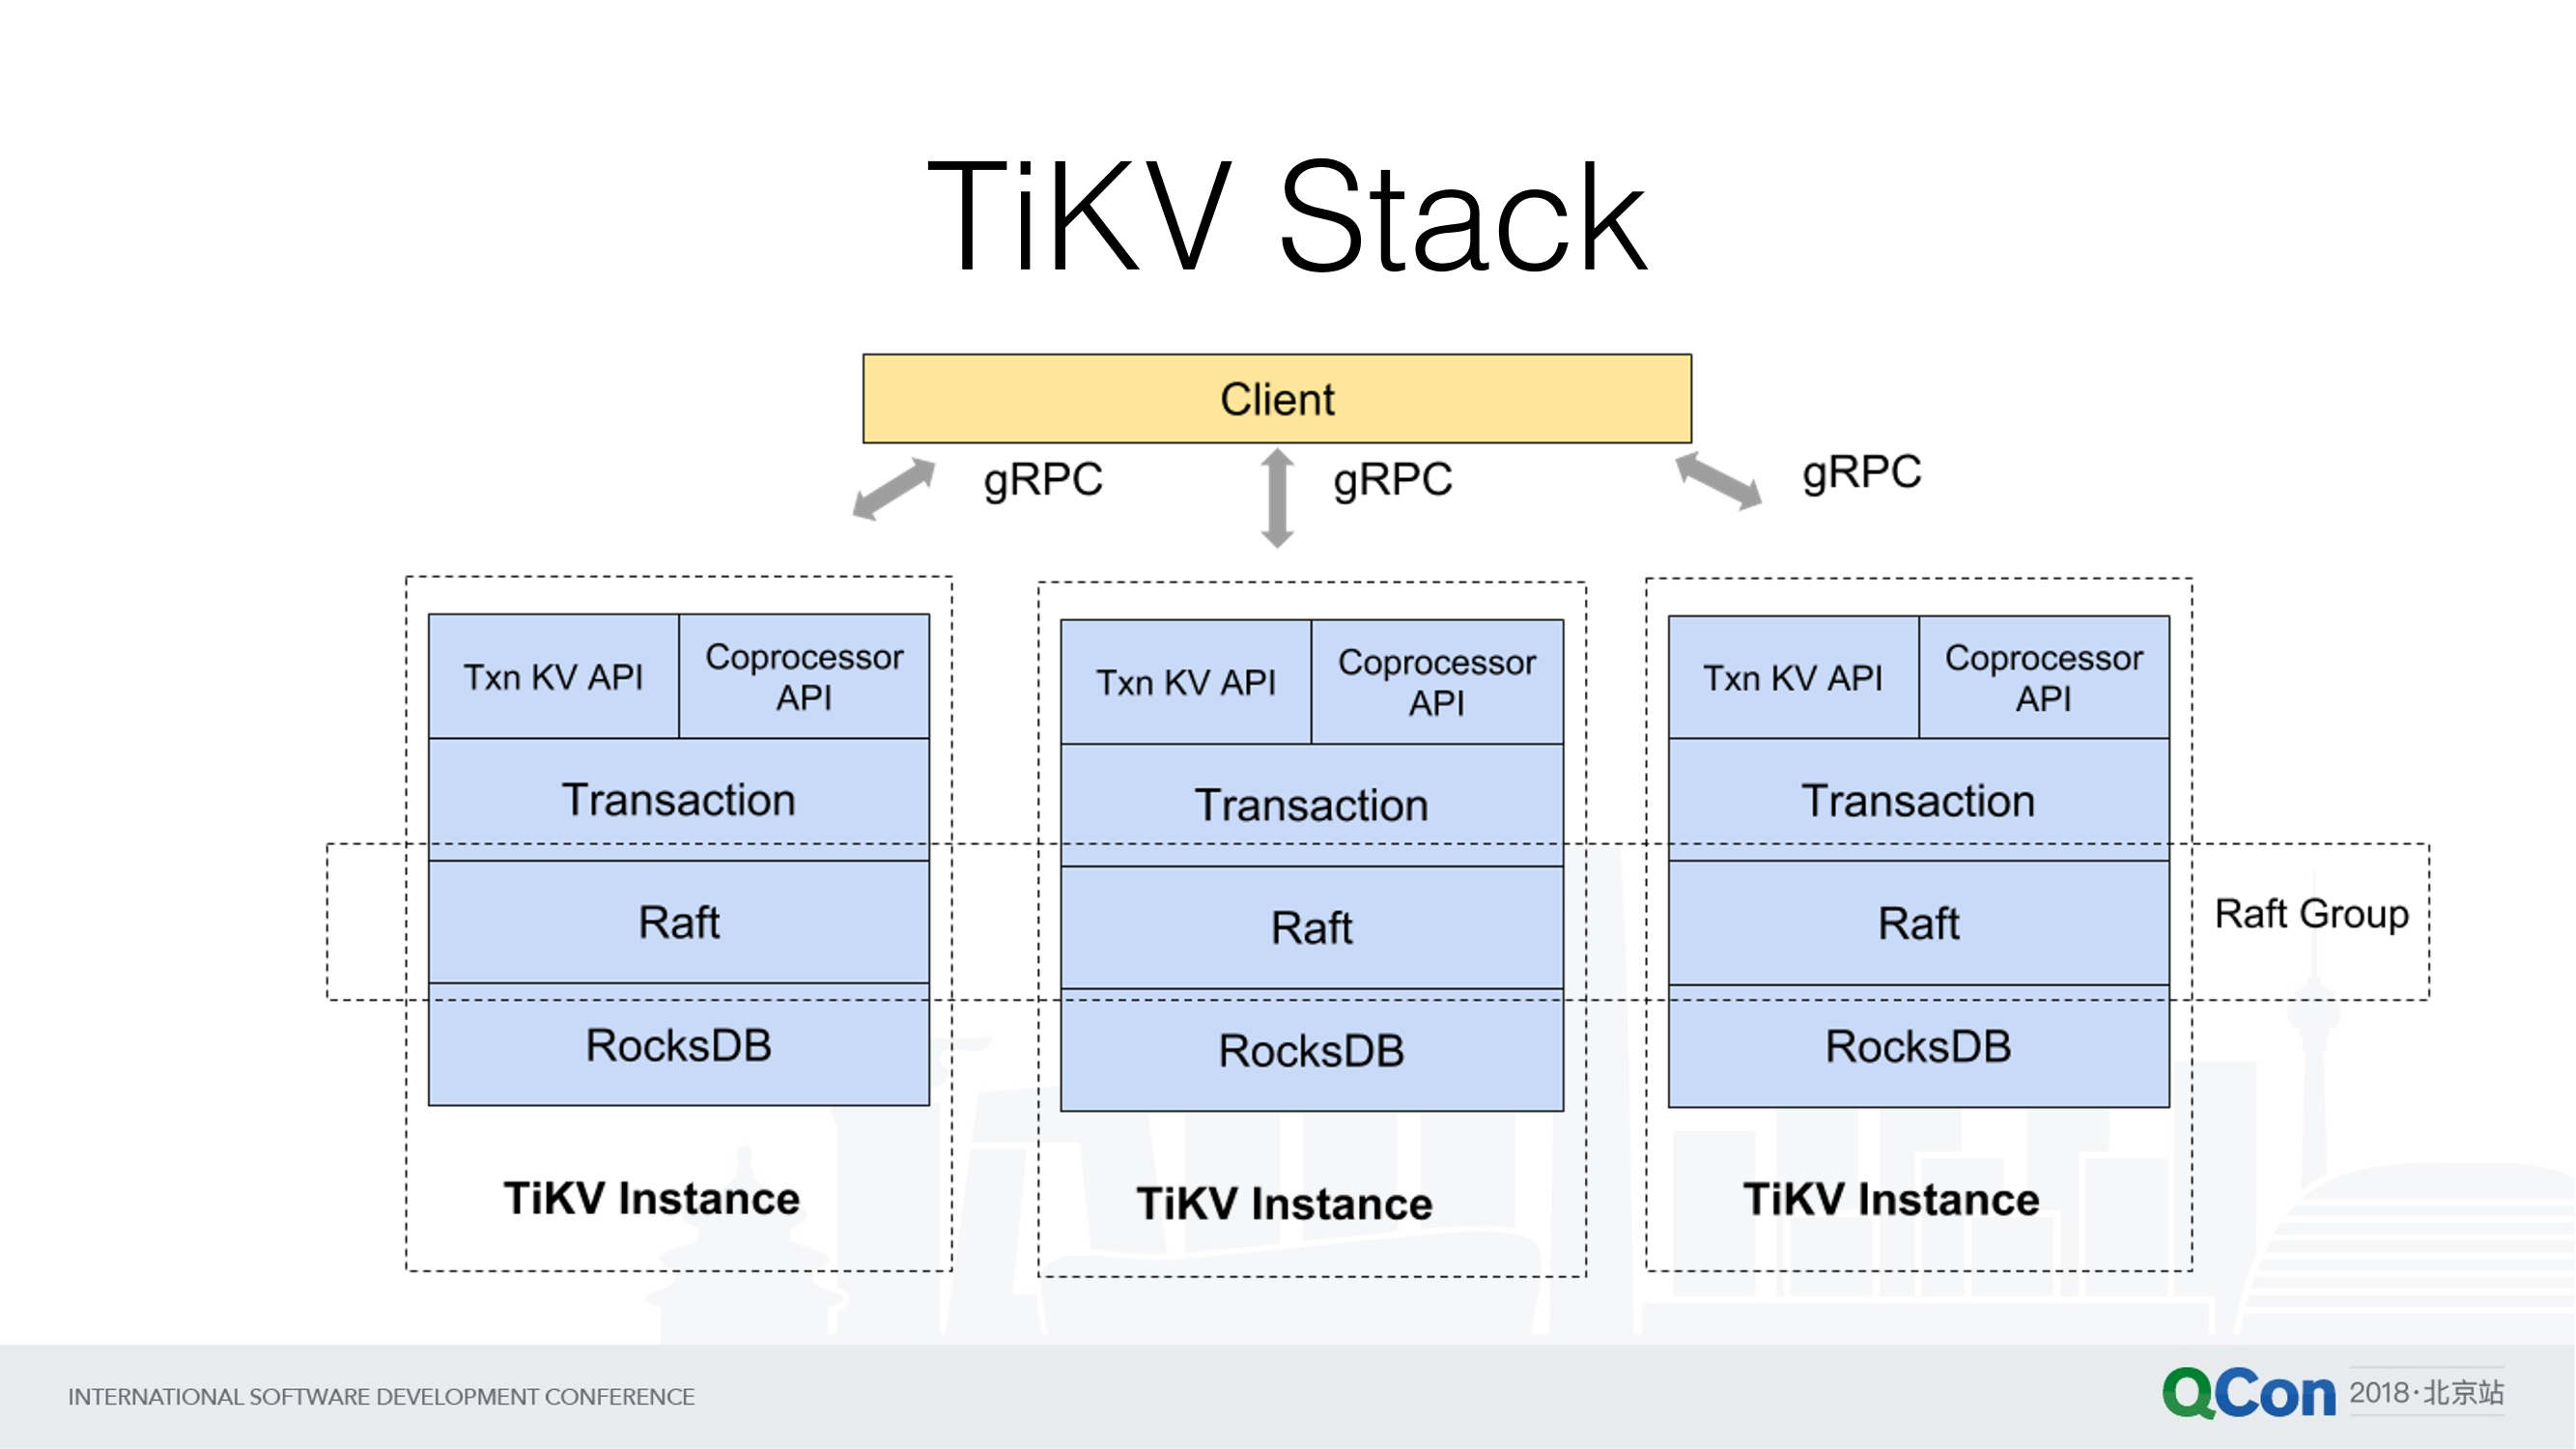 TiKV Stack
Client
gRPC
gRPC
gRPC
Txn KV API
Coprocessor
API
Transaction
Raft
RocksDB
TiKV Instance
Txn KV API
Coprocessor
API
Transaction
Raft
RocksDB
TiKV Instance
Txn KV API
Coprocessor
API
Transaction
Raft
RocksDB
TiKV Instance
Raft Group
INTERNATIONAL SOFTWARE DEVELOPMENT CONFERENCE
QCon 2018·北京站